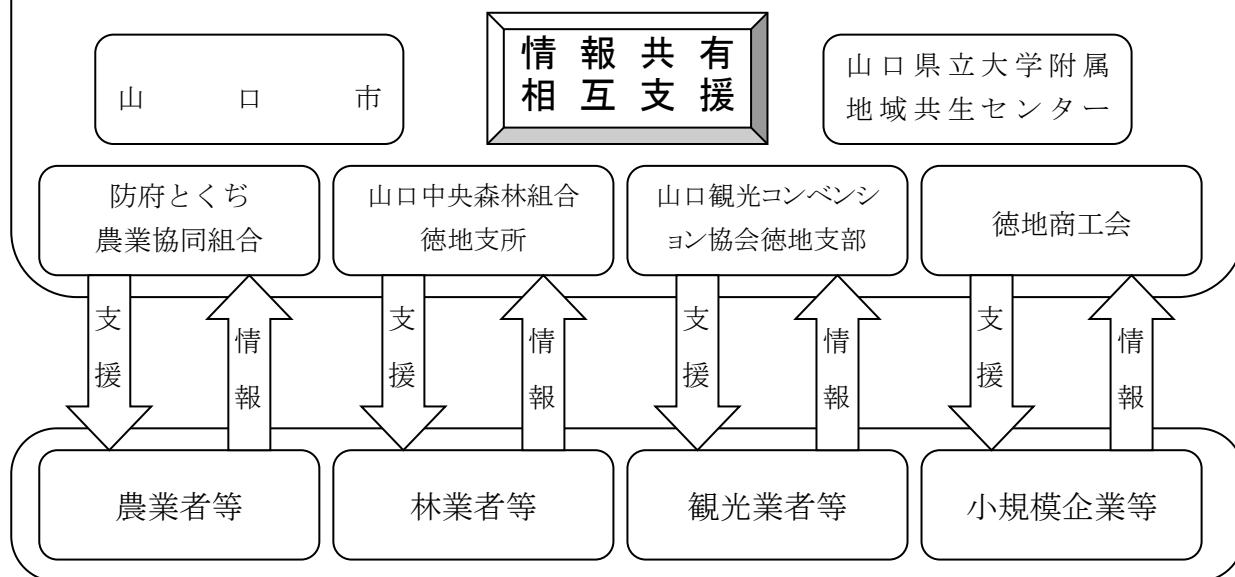 情報共有
相互支援
山口市
山口県立大学附属
地域共生センター
防府とくぢ
農業協同組合
山口中央森林組合
徳地支所
山口観光コンベンシ
ョン協会徳地支部
徳地商工会
支援
情報
支援
情報
支援
情報
支援
情報
農業者等
林業者等
観光業者等
小規模企業等